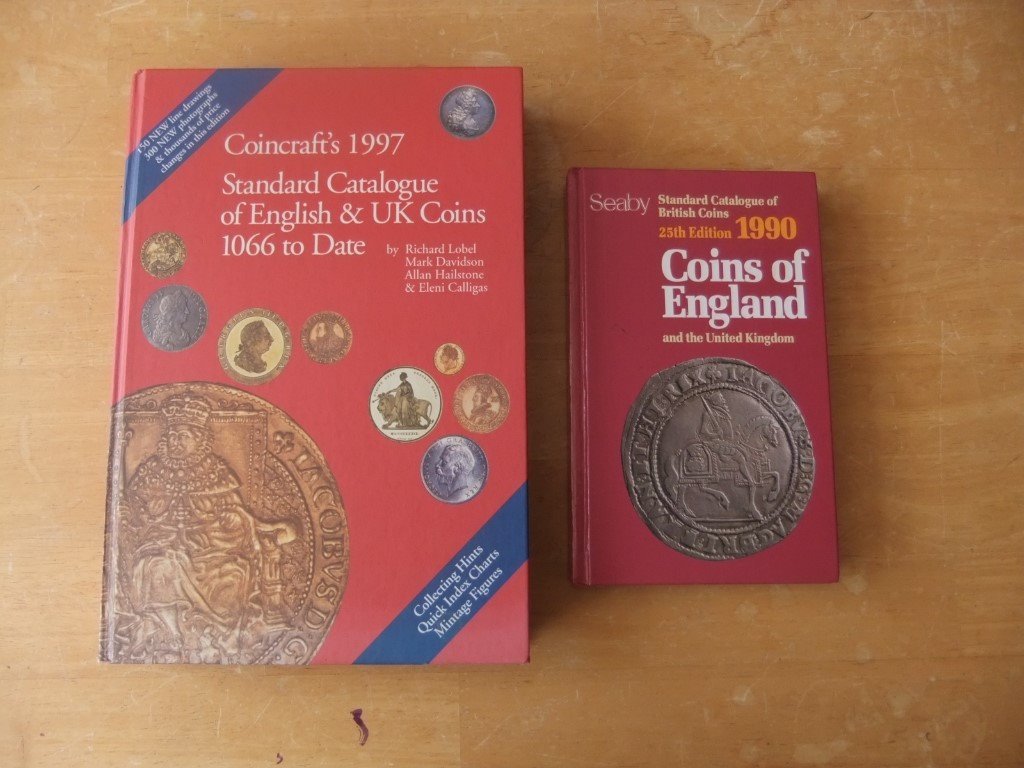 150 NEW line drawings
300 NEW photographs
& thousands of price
changes in this edition
Coincraft's 1997
Standard Catalogue
of English & UK Coins
1066 to Date
by Richard Lobel
Mark Davidson
Allan Hailstone
& Eleni Calligas
IACOBVS D G
Collecting Hints
Quick Index Charts
Mintage Figures
Seaby
Standard Catalogue of
British Coins
25th Edition 1990
Coins of
England
and the United Kingdom